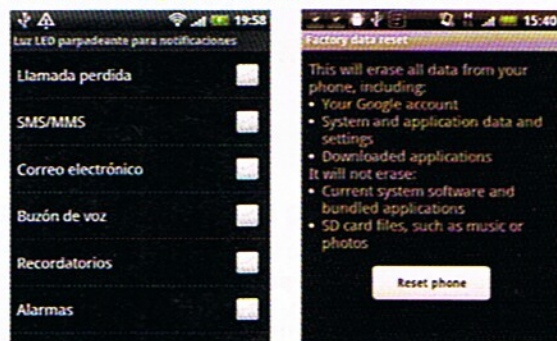 19:58
Luz LED parpadeante para notificaciones
Llamada perdida
SMS/MMS
Correo electrónico
Buzón de voz
Recordatorios
Alarmas
H 15:40
Factory data reset
This will erase all data from your
phone, including:
• Your Google account
• System and application data and
settings
• Downloaded applications
It will not erase:
• Current system software and
bundled applications
• SD card files, such as music or
photos
Reset phone